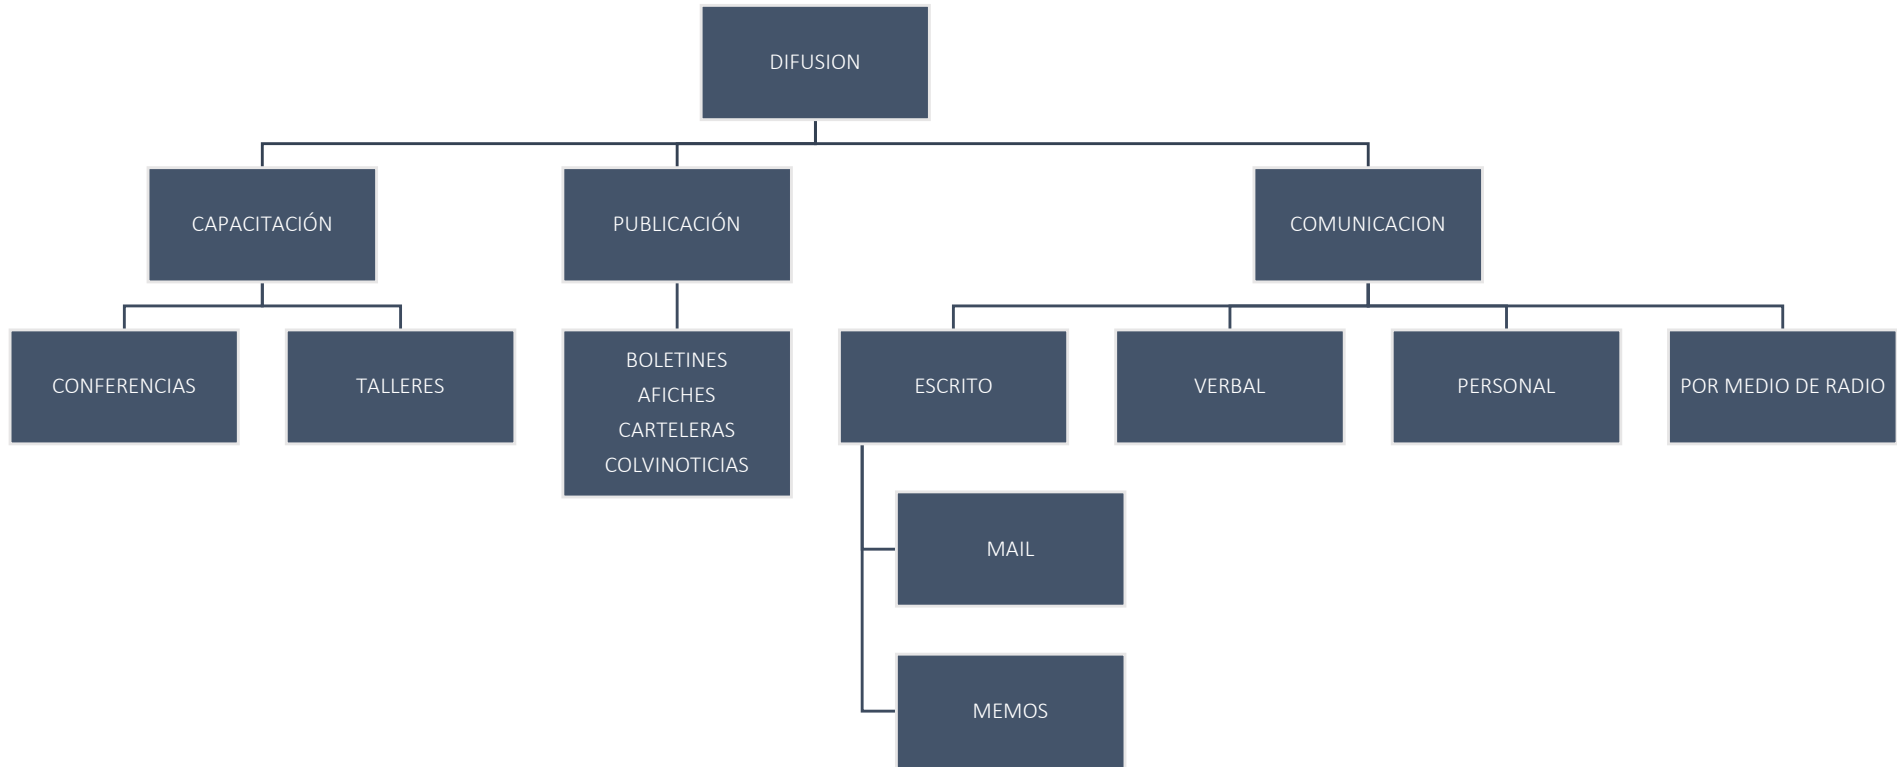 DIFUSION
CAPACITACIÓN
PUBLICACIÓN
COMUNICACION
CONFERENCIAS
TALLERES
BOLETINES
AFICHES
CARTELERAS
COLVINOTICIAS
ESCRITO
VERBAL
PERSONAL
POR MEDIO DE RADIO
MAIL
MEMOS